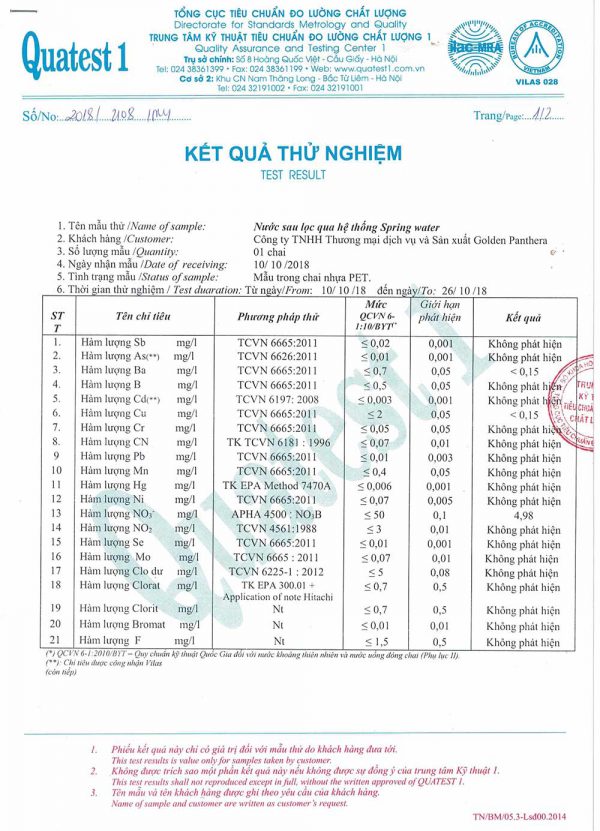 TỔNG CỤC TIÊU CHUẨN ĐO LƯỜNG CHẤT LƯỢNG
Directorate for Standards Metrology and Quality
TRUNG TÂM KỸ THUẬT TIÊU CHUẨN ĐO LƯỜNG CHẤT LƯỢNG 1
Quality Assurance and Testing Center 1
Trụ sở chính: Số 8 Hoàng Quốc Việt - Cầu Giấy - Hà Nội
Tel: 024 38361399 • Fax: 024 38361199 • Web: www.quatest1.com.vn
Cơ sở 2: Khu CN Nam Thăng Long - Bắc Từ Liêm - Hà Nội
Tel: 024 32191002 • Fax: 024 32191001
Quatest 1
ilac-MRA
BUREAU OF ACCREDITATION
VIETNAM
VILAS 028
Số/No: 2018/ 2108
Trang/Page: 1/2
KẾT QUẢ THỬ NGHIỆM
TEST RESULT
1. Tên mẫu thử /Name of sample: Nước sau lọc qua hệ thống Spring water
2. Khách hàng /Customer: Công ty TNHH Thương mại dịch vụ và Sản xuất Golden Panthera
3. Số lượng mẫu /Quantity: 01 chai
4. Ngày nhận mẫu /Date of receiving: 10/ 10 /2018
5. Tình trạng mẫu /Status of sample: Mẫu trong chai nhựa PET.
6. Thời gian thử nghiệm / Test duaration: Từ ngày/From: 10/ 10 /18 đến ngày/To: 26/ 10 /18
STT Tên chỉ tiêu Phương pháp thử Mức QCVN 6-1:10/BYT* Giới hạn phát hiện Kết quả
1. Hàm lượng Sb mg/l TCVN 6665:2011 ≤ 0,02 0,001 Không phát hiện
2. Hàm lượng As(**) mg/l TCVN 6626:2011 ≤ 0,01 0,001 Không phát hiện
3. Hàm lượng Ba mg/l TCVN 6665:2011 ≤ 0,7 0,05 < 0,15
4. Hàm lượng B mg/l TCVN 6665:2011 ≤ 0,5 0,05 Không phát hiện
5. Hàm lượng Cd(**) mg/l TCVN 6197: 2008 ≤ 0,003 0,001 Không phát hiện
6. Hàm lượng Cu mg/l TCVN 6665:2011 ≤ 2 0,05 < 0,15
7. Hàm lượng Cr mg/l TCVN 6665:2011 ≤ 0,05 0,05 Không phát hiện
8. Hàm lượng CN mg/l TK TCVN 6181 : 1996 ≤ 0,07 0,01 Không phát hiện
9 Hàm lượng Pb mg/l TCVN 6665:2011 ≤ 0,01 0,003 Không phát hiện
10 Hàm lượng Mn mg/l TCVN 6665:2011 ≤ 0,4 0,05 Không phát hiện
11 Hàm lượng Hg mg/l TK EPA Method 7470A ≤ 0,006 0,001 Không phát hiện
12 Hàm lượng Ni mg/l TCVN 6665:2011 ≤ 0,07 0,005 Không phát hiện
13 Hàm lượng NO₃⁻ mg/l APHA 4500 : NO₃B ≤ 50 0,1 4,98
14 Hàm lượng NO₂ mg/l TCVN 4561:1988 ≤ 3 0,01 Không phát hiện
15 Hàm lượng Se mg/l TCVN 6665:2011 ≤ 0,01 0,001 Không phát hiện
16 Hàm lượng Mo mg/l TCVN 6665 : 2011 ≤ 0,07 0,01 Không phát hiện
17 Hàm lượng Clo dư mg/l TCVN 6225-1 : 2012 ≤ 5 0,08 Không phát hiện
18 Hàm lượng Clorat mg/l TK EPA 300.01 + Application of note Hitachi ≤ 0,7 0,5 Không phát hiện
19 Hàm lượng Clorit mg/l Nt ≤ 0,7 0,5 Không phát hiện
20 Hàm lượng Bromat mg/l Nt ≤ 0,01 0,01 Không phát hiện
21 Hàm lượng F mg/l Nt ≤ 1,5 0,5 Không phát hiện
(*) QCVN 6-1:2010/BYT – Quy chuẩn kỹ thuật Quốc Gia đối với nước khoáng thiên nhiên và nước uống đóng chai (Phụ lục II).
(**): Chỉ tiêu được công nhận Vilas
(còn tiếp)
1. Phiếu kết quả này chỉ có giá trị đối với mẫu thử do khách hàng đưa tới.
This test results is value only for samples taken by customer.
2. Không được trích sao một phần kết quả này nếu không được sự đồng ý của trung tâm Kỹ thuật 1.
This test results shall not reproduced except in full, without the written approved of QUATEST 1.
3. Tên mẫu và tên khách hàng được ghi theo yêu cầu của khách hàng.
Name of sample and customer are written as customer's request.
TN/BM/05.3-Lsđ00.2014